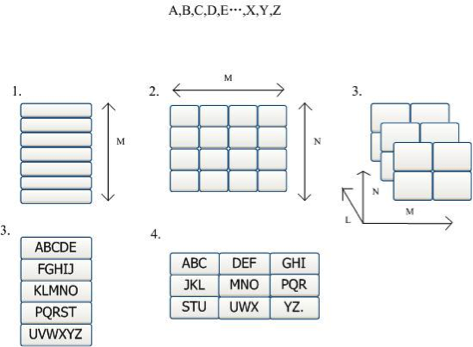 A,B,C,D,E…,X,Y,Z
1.
M
2.
M
N
3.
N
L
M
3.
ABCDE
FGHIJ
KLMNO
PQRST
UVWXYZ
4.
ABC DEF GHI
JKL MNO PQR
STU UWX YZ.